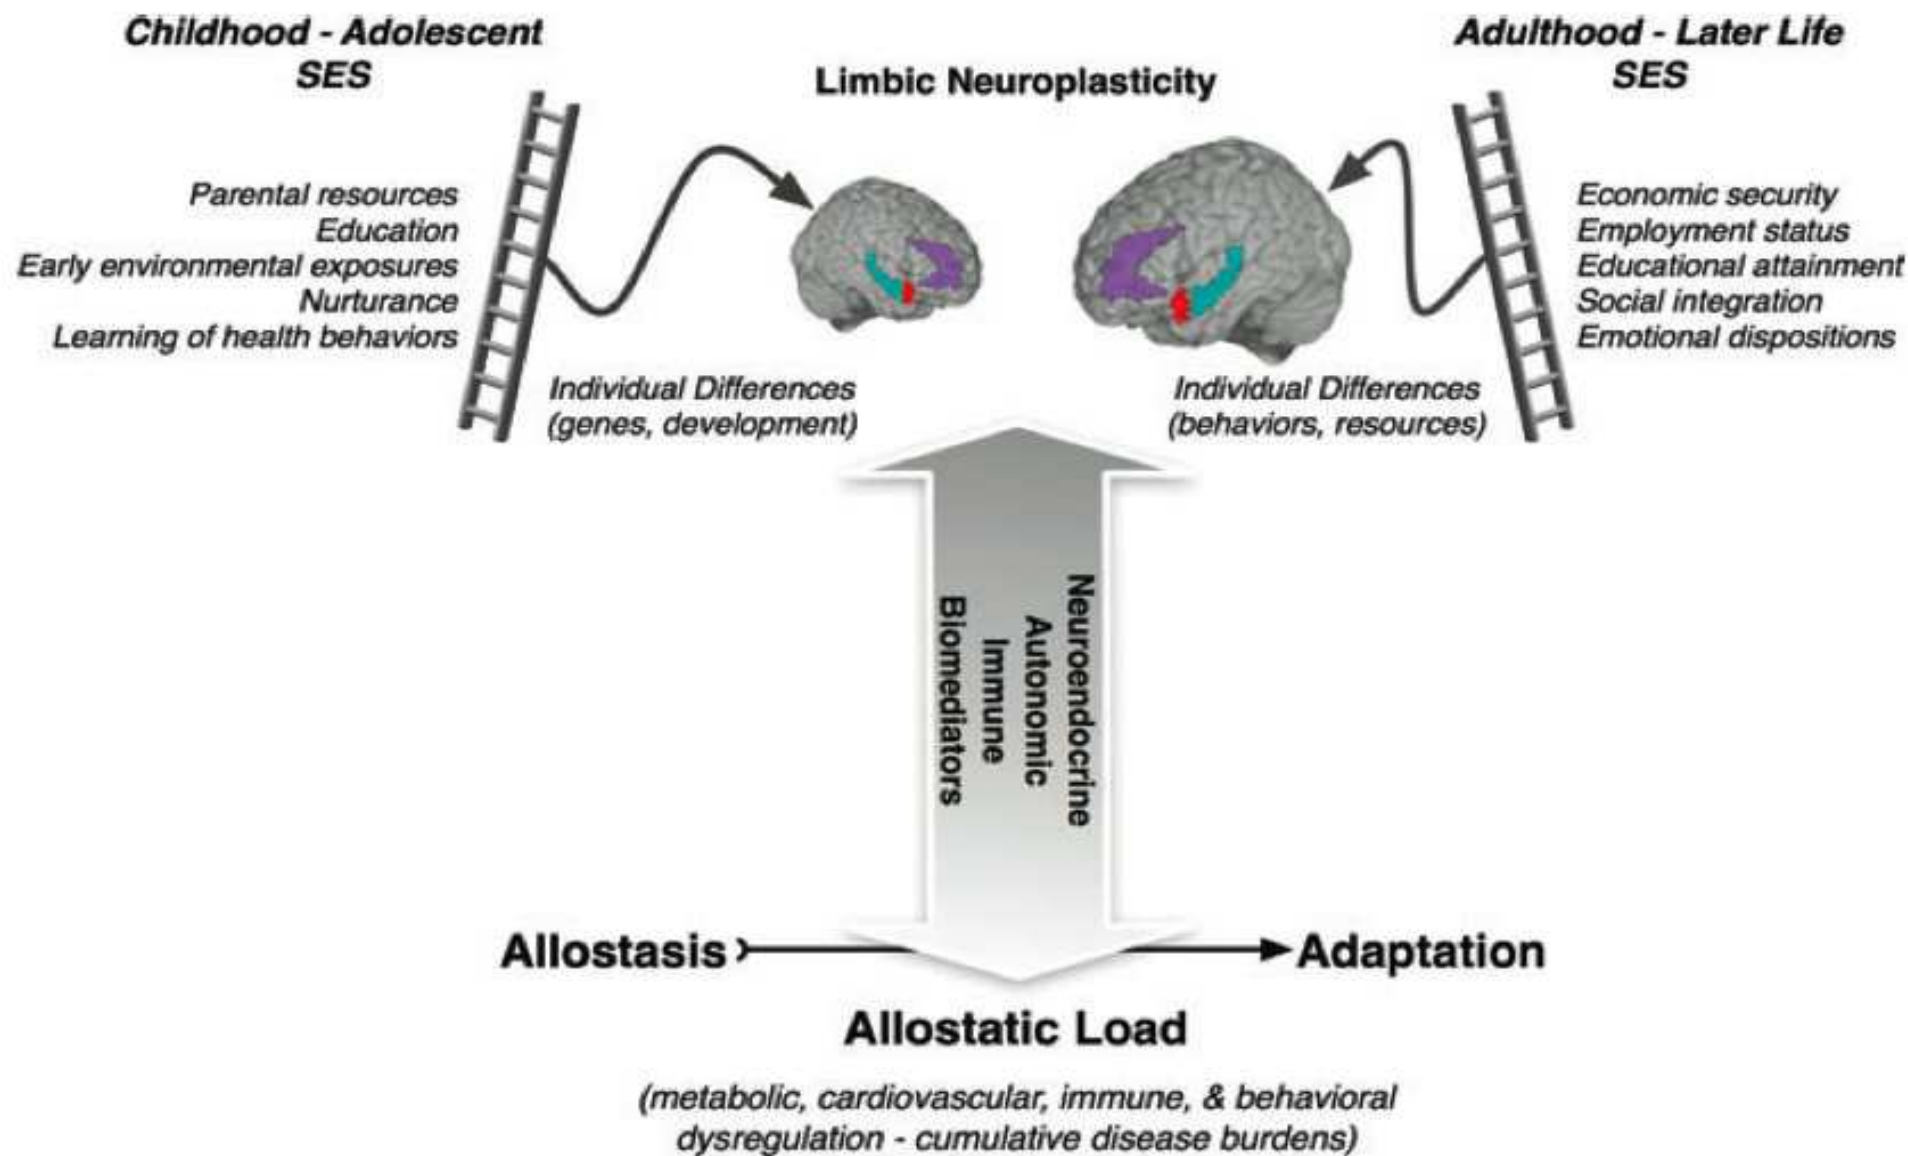 Childhood - Adolescent
SES
Limbic Neuroplasticity
Adulthood - Later Life
SES
Parental resources
Education
Early environmental exposures
Nurturance
Learning of health behaviors
Economic security
Employment status
Educational attainment
Social integration
Emotional dispositions
Individual Differences
(genes, development)
Individual Differences
(behaviors, resources)
Neuroendocrine
Autonomic
Immune
Biomediators
Allostasis
Adaptation
Allostatic Load
(metabolic, cardiovascular, immune, & behavioral
dysregulation - cumulative disease burdens)